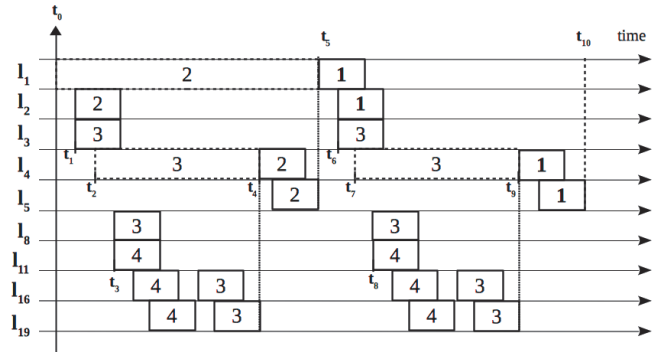 t0
t5 t10 time
l1 2 1
l2 2 1
l3 3 3
t1 t6
l4 3 2 3 1
t2 t4 t7 t9
l5 2 1
l8 3 3
l11 4 4
t3 t8
l16 4 3 4 3
l19 4 3 4 3